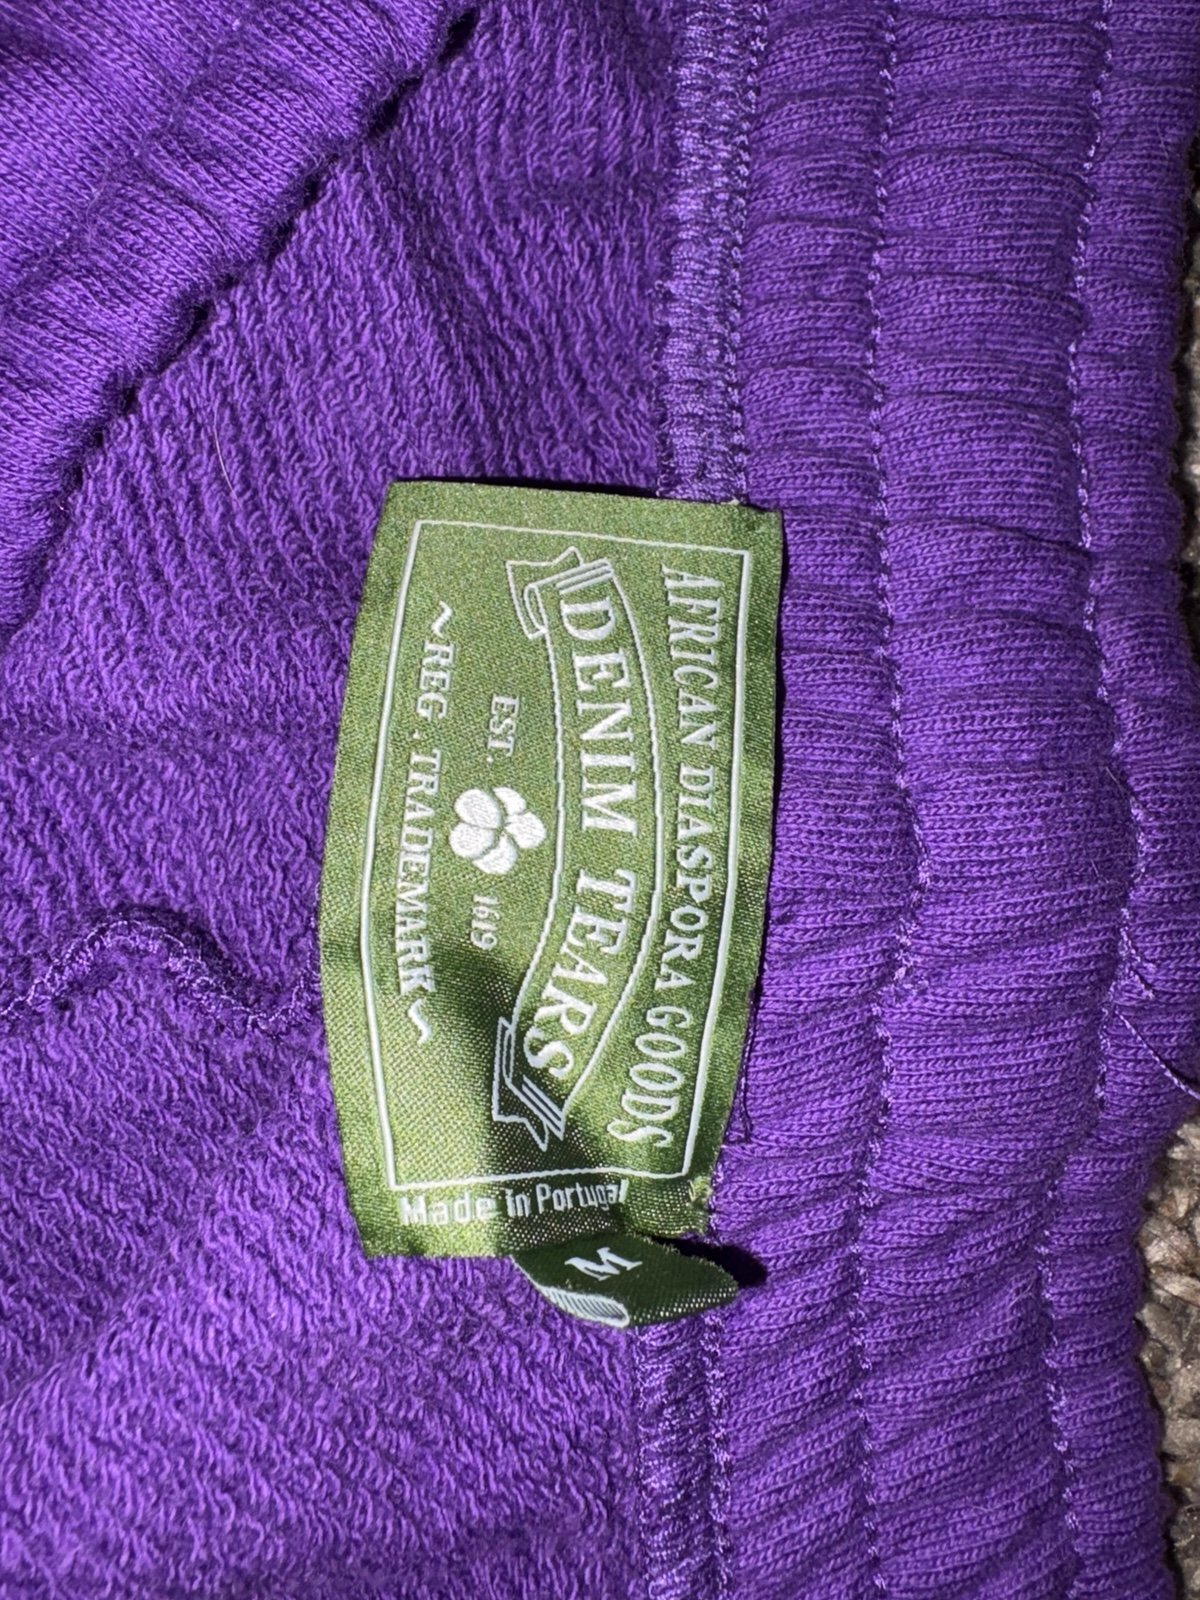 AFRICAN DIASPORA GOODS
DENIM TEARS
EST. 1619
~REG. TRADEMARK~
Made in Portugal
M